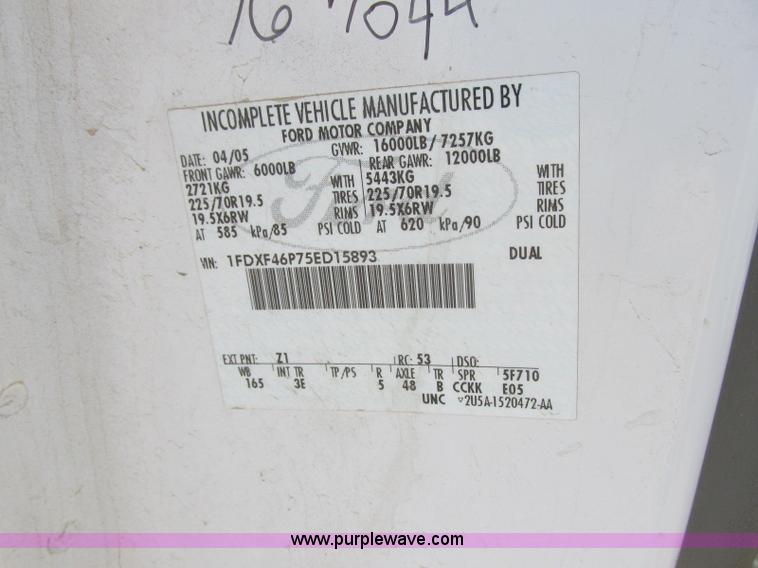 16 7044
INCOMPLETE VEHICLE MANUFACTURED BY
FORD MOTOR COMPANY
DATE: 04/05 GVWR: 16000LB/7257KG
FRONT GAWR: 6000LB REAR GAWR: 12000LB
2721KG WITH 5443KG WITH
225/70R19.5 TIRES 225/70R19.5 TIRES
19.5X6RW RIMS 19.5X6RW RIMS
AT 585 kPa/85 PSI COLD AT 620 kPa/90 PSI COLD
VIN: 1FDXF46P75ED15893 DUAL
Ford
EXT PNT: Z1 RC: 53 DSO:
WB INT TR TP/PS R AXLE TR SPR 5F710
165 3E 5 48 B CCKK E05
UNC 2U5A-1520472-AA
www.purplewave.com